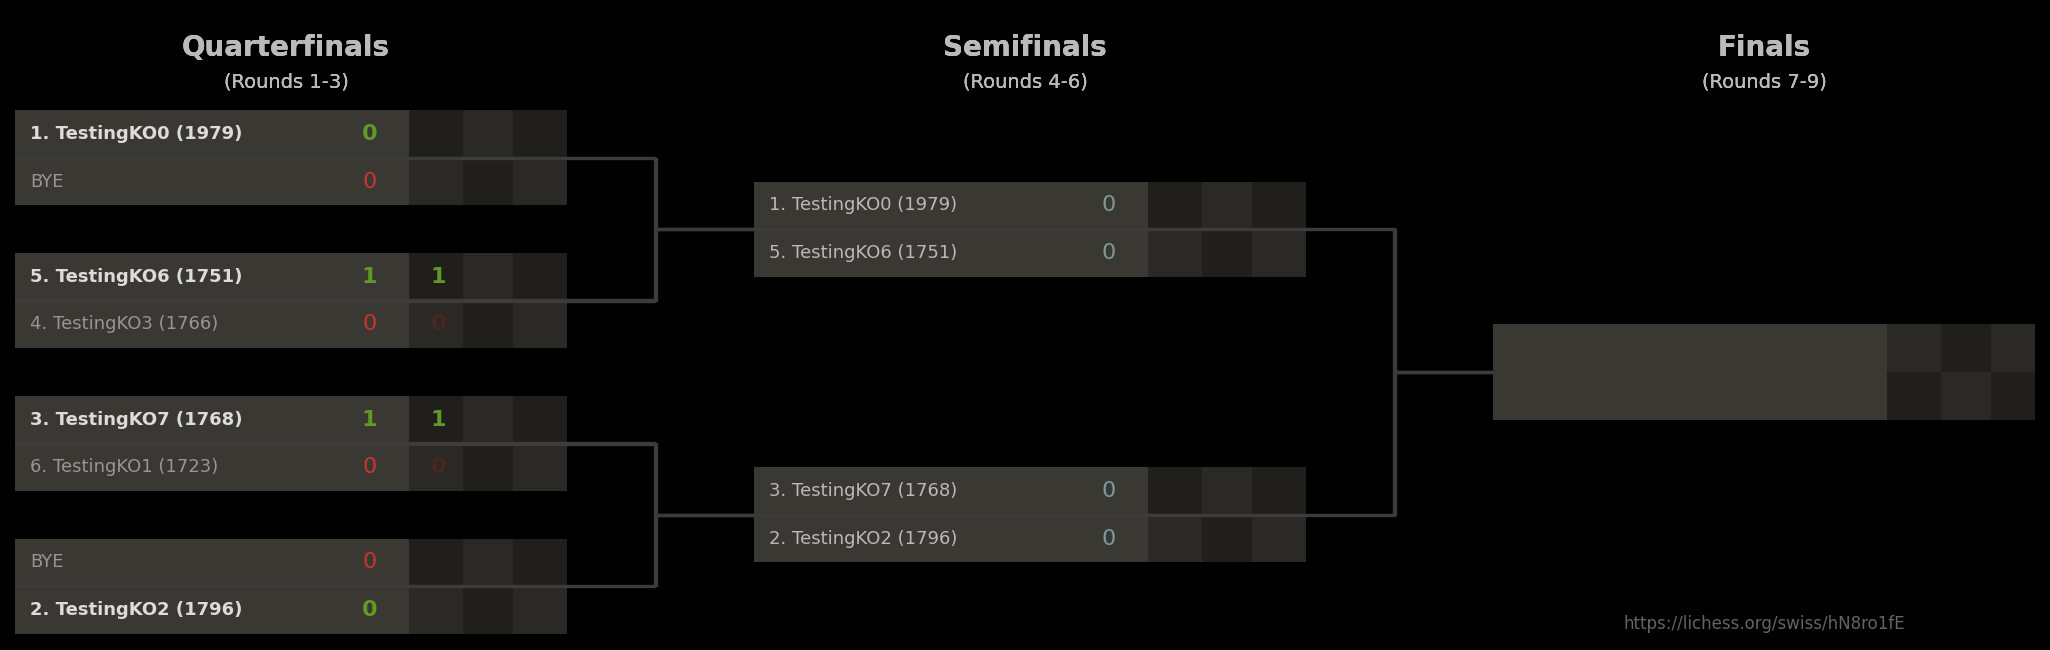 Quarterfinals
(Rounds 1-3)
1. TestingKO0 (1979) 0
BYE 0
5. TestingKO6 (1751) 1 1
4. TestingKO3 (1766) 0 0
3. TestingKO7 (1768) 1 1
6. TestingKO1 (1723) 0 0
BYE 0
2. TestingKO2 (1796) 0
Semifinals
(Rounds 4-6)
1. TestingKO0 (1979) 0
5. TestingKO6 (1751) 0
3. TestingKO7 (1768) 0
2. TestingKO2 (1796) 0
Finals
(Rounds 7-9)
https://lichess.org/swiss/hN8ro1fE